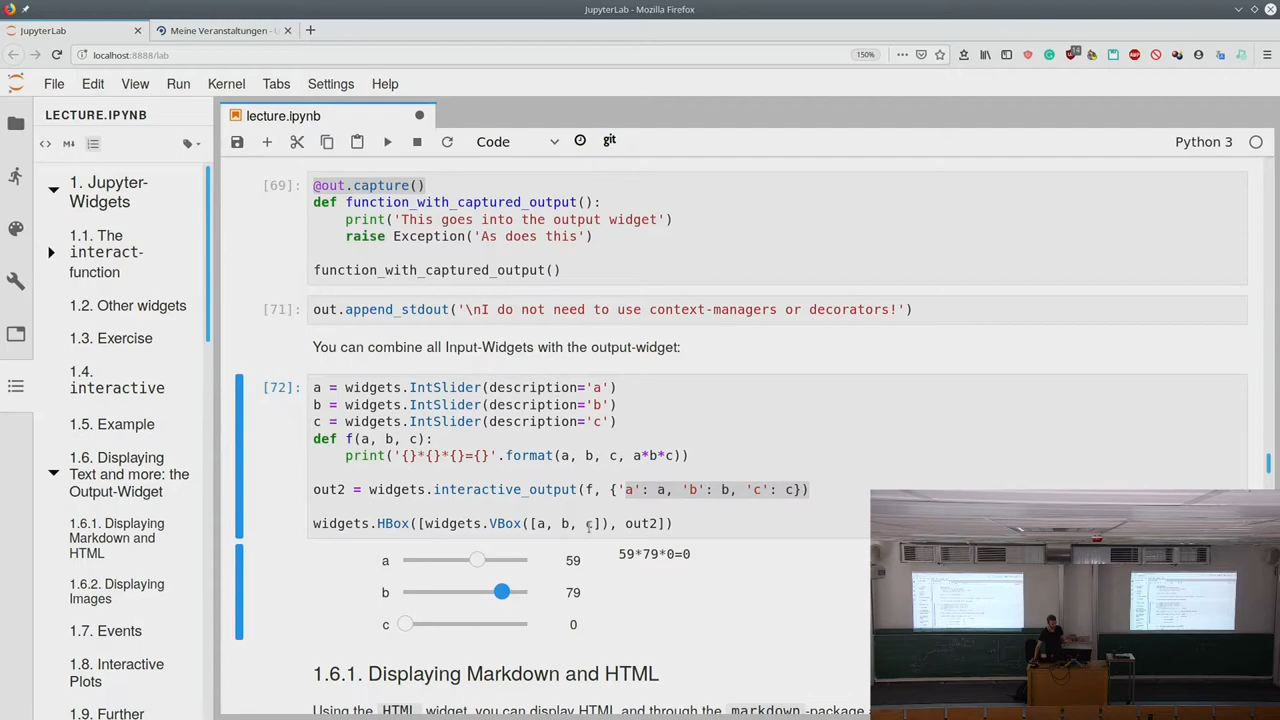 JupyterLab - Mozilla Firefox
JupyterLab
Meine Veranstaltungen - 
localhost:8888/lab
150%
14
ABP
File Edit View Run Kernel Tabs Settings Help
LECTURE.IPYNB
lecture.ipynb
Code
git
Python 3
1. Jupyter-
Widgets
1.1. The
interact-
function
1.2. Other widgets
1.3. Exercise
1.4.
interactive
1.5. Example
1.6. Displaying
Text and more: the
Output-Widget
1.6.1. Displaying
Markdown and
HTML
1.6.2. Displaying
Images
1.7. Events
1.8. Interactive
Plots
1.9. Further
[69]:
@out.capture()
def function_with_captured_output():
    print('This goes into the output widget')
    raise Exception('As does this')
function_with_captured_output()
[71]:
out.append_stdout('\nI do not need to use context-managers or decorators!')
You can combine all Input-Widgets with the output-widget:
[72]:
a = widgets.IntSlider(description='a')
b = widgets.IntSlider(description='b')
c = widgets.IntSlider(description='c')
def f(a, b, c):
    print('{}*{}*{}={}'.format(a, b, c, a*b*c))
out2 = widgets.interactive_output(f, {'a': a, 'b': b, 'c': c})
widgets.HBox([widgets.VBox([a, b, c]), out2])
a 59
59*79*0=0
b 79
c 0
1.6.1. Displaying Markdown and HTML
Using the HTML widget, you can display HTML and through the markdown-package